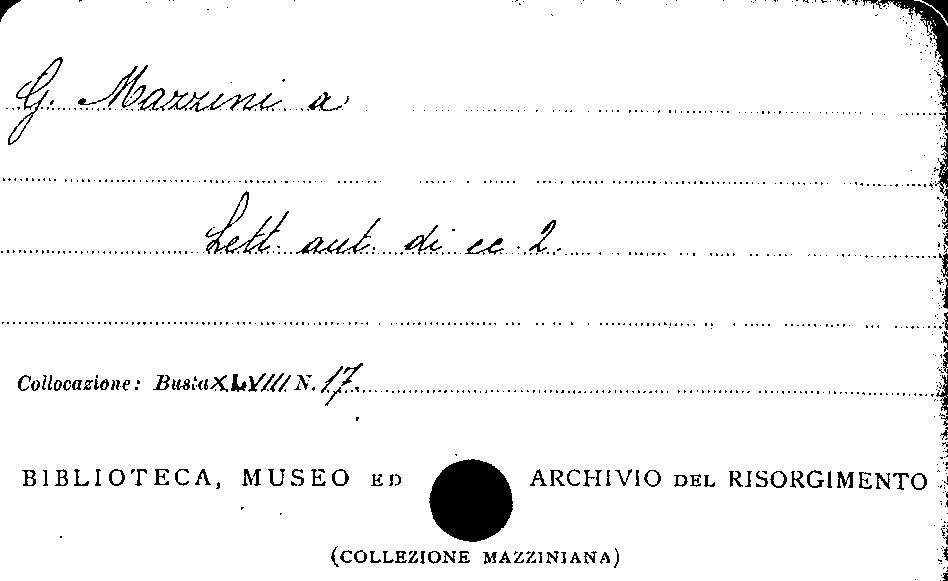 G. Mazzini a
Lett. aut. di cc. 2.
Collocazione: Busta XLVIII N. 17.
BIBLIOTECA, MUSEO ED ARCHIVIO DEL RISORGIMENTO
(COLLEZIONE MAZZINIANA)